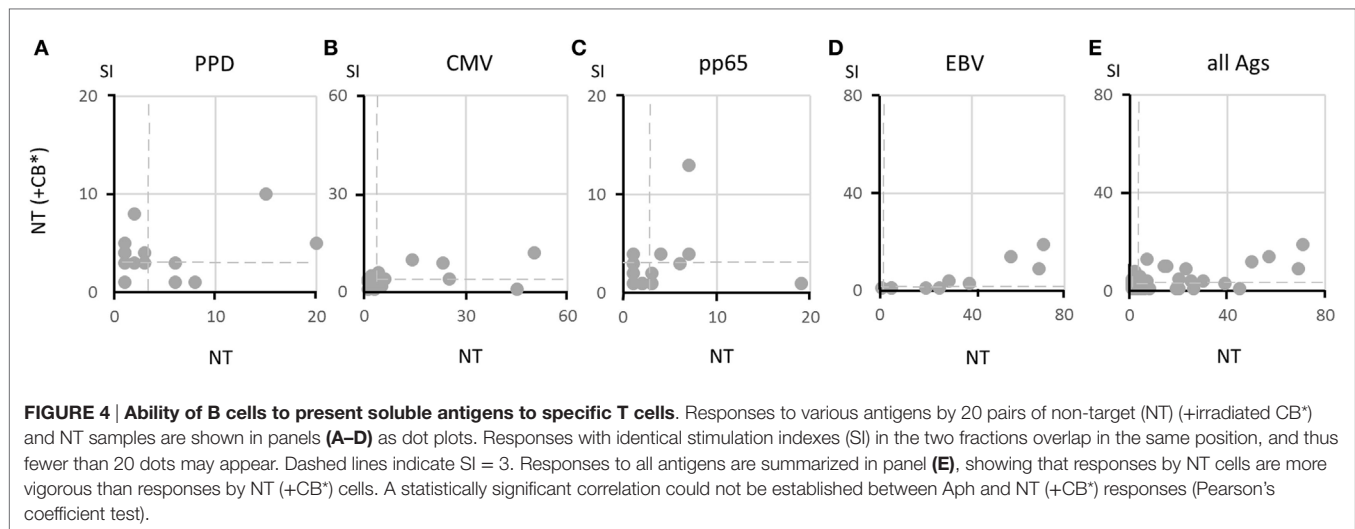 A B C D E
SI PPD SI CMV SI pp65 SI EBV SI all Ags
20 60 20 80 80
NT (+CB*)
10 30 10 40 40
0 0 0 0 0
0 10 20 0 30 60 0 10 20 0 40 80 0 40 80
NT NT NT NT NT
FIGURE 4 | Ability of B cells to present soluble antigens to specific T cells. Responses to various antigens by 20 pairs of non-target (NT) (+irradiated CB*)
and NT samples are shown in panels (A–D) as dot plots. Responses with identical stimulation indexes (SI) in the two fractions overlap in the same position, and thus
fewer than 20 dots may appear. Dashed lines indicate SI = 3. Responses to all antigens are summarized in panel (E), showing that responses by NT cells are more
vigorous than responses by NT (+CB*) cells. A statistically significant correlation could not be established between Aph and NT (+CB*) responses (Pearson's
coefficient test).